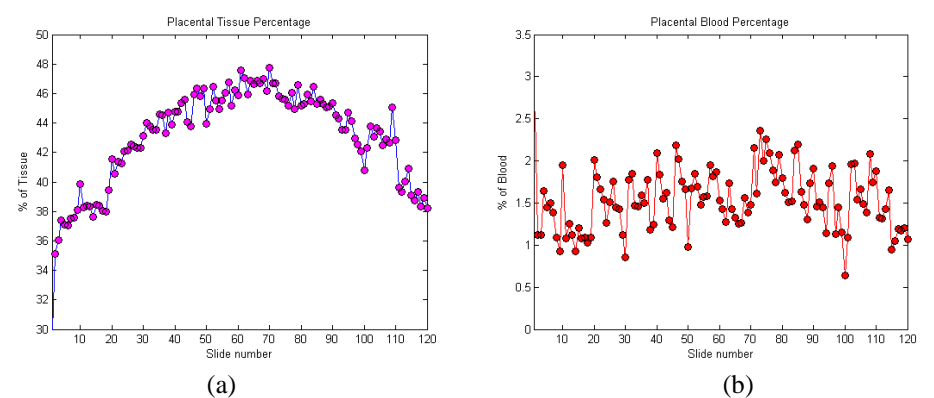 Placental Tissue Percentage
50
48
46
44
42
40
38
36
34
32
30
% of Tissue
10 20 30 40 50 60 70 80 90 100 110 120
Slide number
(a)
Placental Blood Percentage
3.5
3
2.5
2
1.5
1
0.5
0
% of Blood
10 20 30 40 50 60 70 80 90 100 110 120
Slide number
(b)